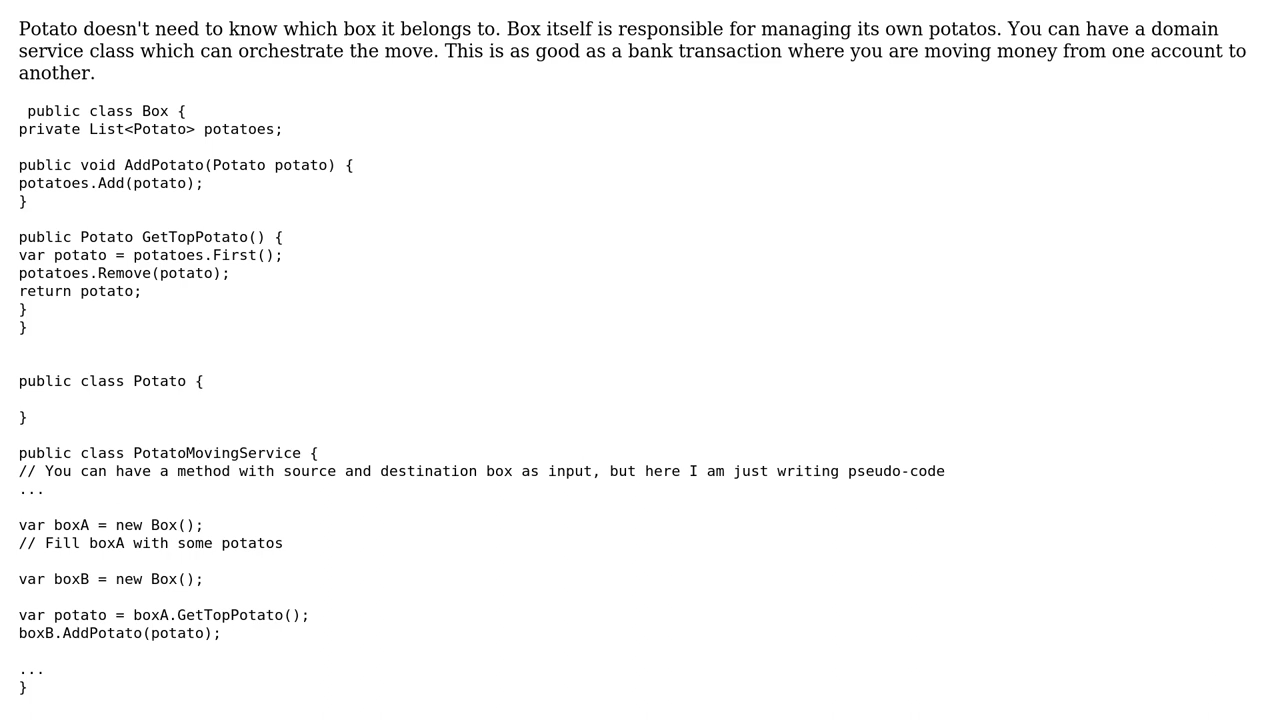 Potato doesn't need to know which box it belongs to. Box itself is responsible for managing its own potatos. You can have a domain
service class which can orchestrate the move. This is as good as a bank transaction where you are moving money from one account to
another.
public class Box {
private List<Potato> potatoes;
public void AddPotato(Potato potato) {
potatoes.Add(potato);
}
public Potato GetTopPotato() {
var potato = potatoes.First();
potatoes.Remove(potato);
return potato;
}
}
public class Potato {
}
public class PotatoMovingService {
// You can have a method with source and destination box as input, but here I am just writing pseudo-code
...
var boxA = new Box();
// Fill boxA with some potatos
var boxB = new Box();
var potato = boxA.GetTopPotato();
boxB.AddPotato(potato);
...
}